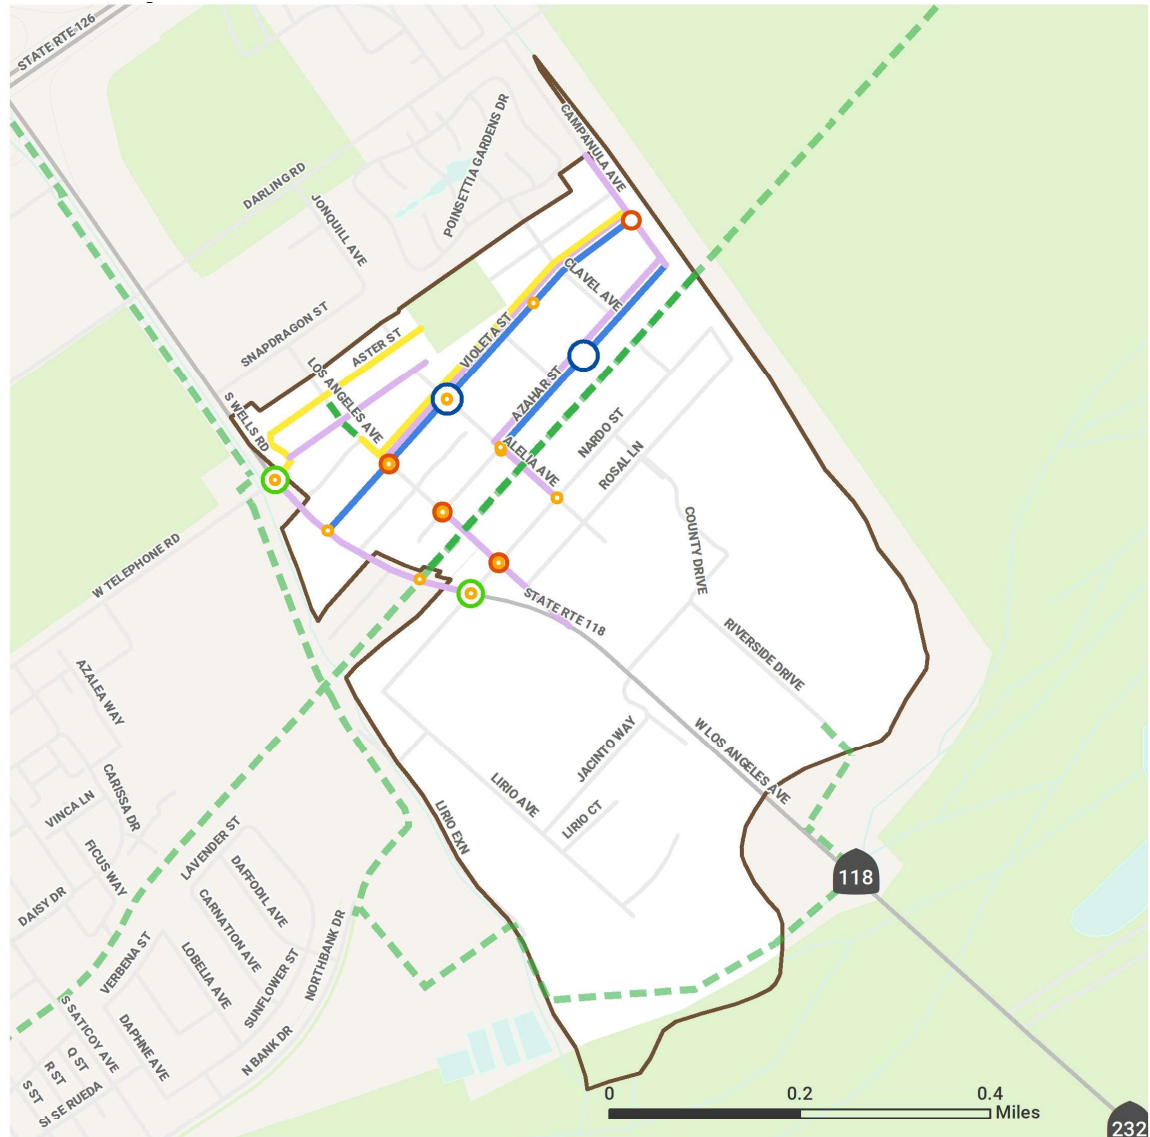 STATE RTE 126
CAMPANULA AVE
POINSETTIA GARDENS DR
DARLING RD
JONQUILL AVE
CLAVEL AVE
SNAPDRAGON ST
VIOLETA ST
ASTER ST
LOS ANGELES AVE
S WELLS RD
AZAHAR ST
NARDO ST
ALELIA AVE
ROSAL LN
COUNTY DRIVE
W TELEPHONE RD
STATE RTE 118
RIVERSIDE DRIVE
AZALEA WAY
W LOS ANGELES AVE
JACINTO WAY
LIRIO AVE
LIRIO CT
LIRIO EXN
CARISSA DR
VINCA LN
LAVENDER ST
FICUS WAY
DAFFODIL AVE
118
DAISY DR
CARNATION AVE
NORTHBANK DR
VERBENA ST
LOBELIA AVE
SUNFLOWER ST
S SATICOY AVE
DAPHNE AVE
N BANK DR
Q ST
R ST
S ST
SI SE RUEDA
0 0.2 0.4
Miles
232